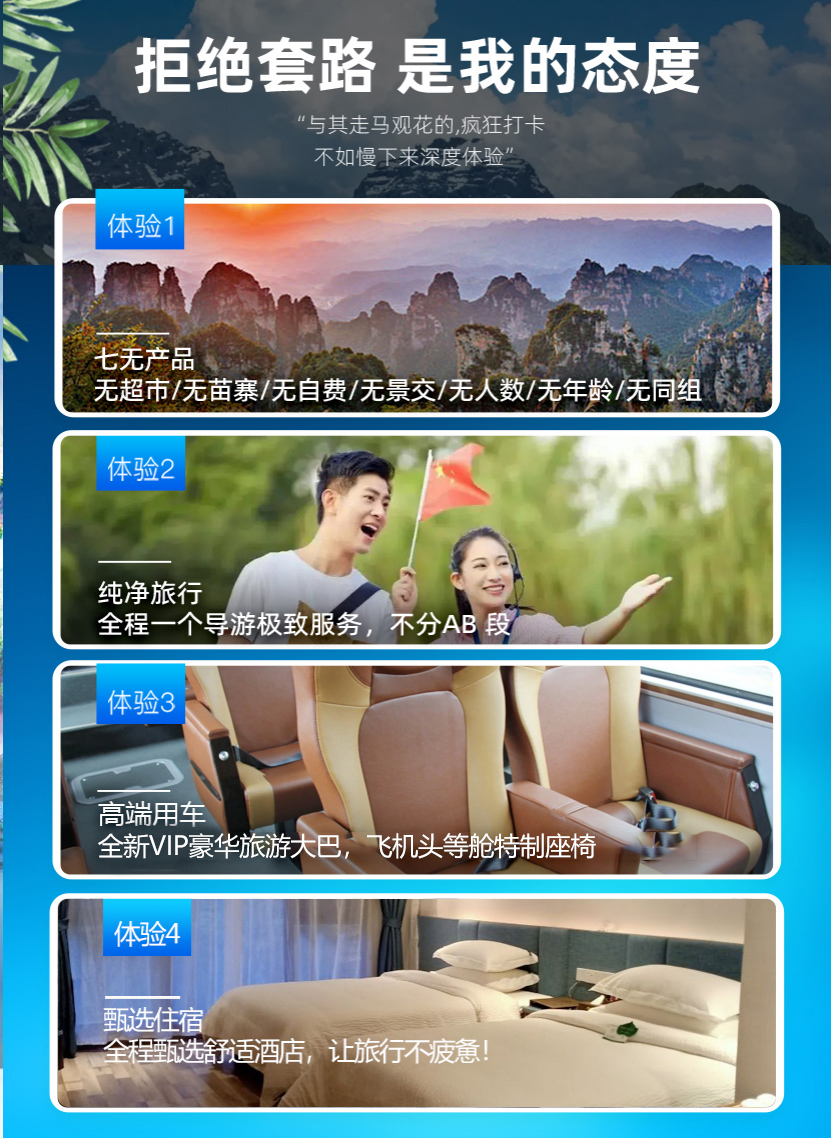 拒绝套路 是我的态度
“与其走马观花的,疯狂打卡
不如慢下来深度体验”
体验1
七无产品
无超市/无苗寨/无自费/无景交/无人数/无年龄/无同组
体验2
纯净旅行
全程一个导游极致服务，不分AB 段
体验3
高端用车
全新VIP豪华旅游大巴，飞机头等舱特制座椅
体验4
甄选住宿
全程甄选舒适酒店，让旅行不疲惫！